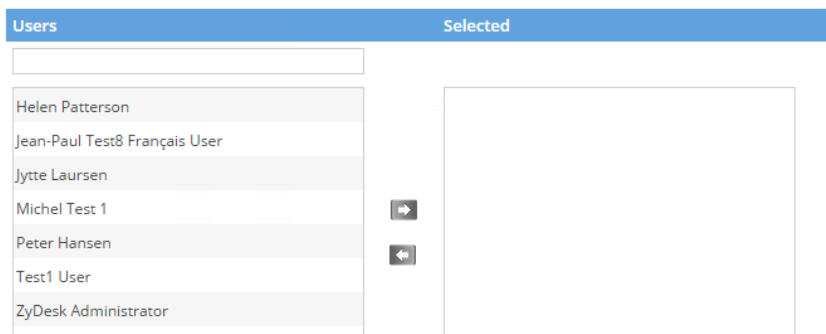 Users
Selected
Helen Patterson
Jean-Paul Test8 Français User
Jytte Laursen
Michel Test 1
Peter Hansen
Test1 User
ZyDesk Administrator